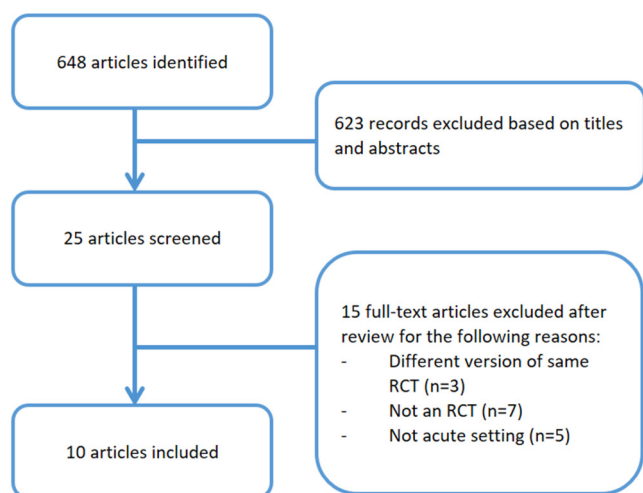 648 articles identified
623 records excluded based on titles
and abstracts
25 articles screened
15 full-text articles excluded after
review for the following reasons:
- Different version of same
RCT (n=3)
- Not an RCT (n=7)
- Not acute setting (n=5)
10 articles included